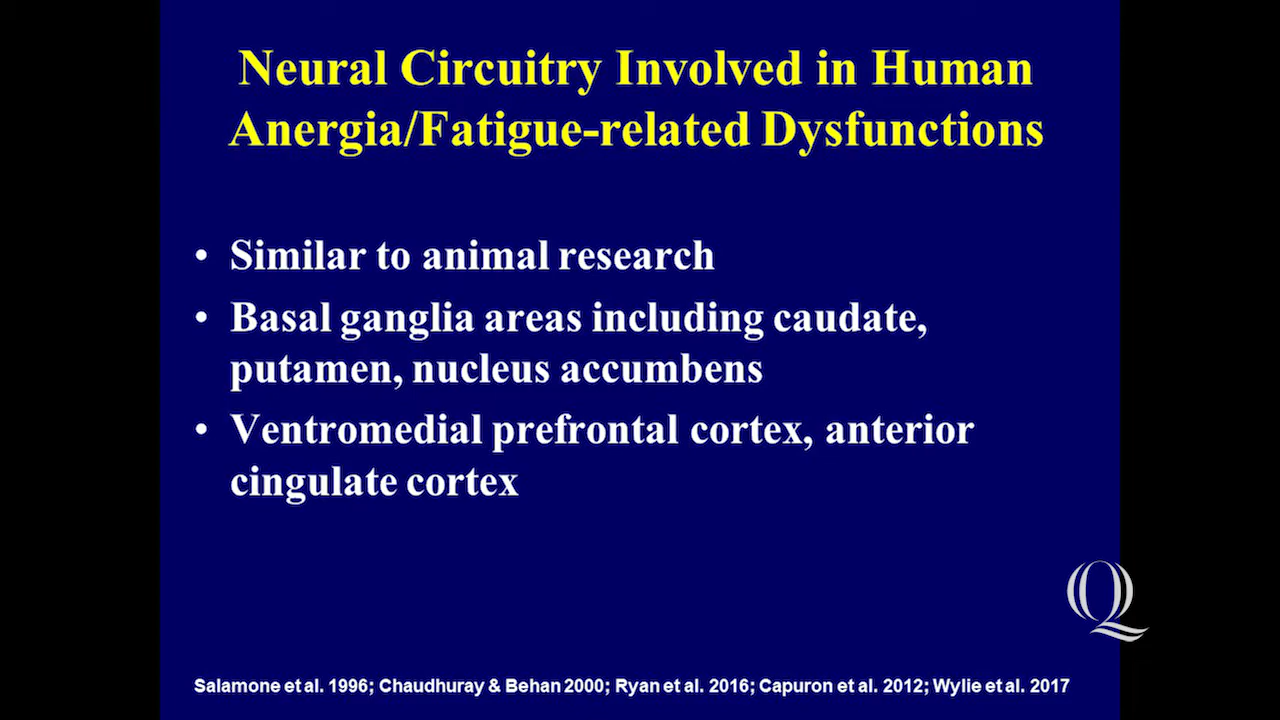 Neural Circuitry Involved in Human
Anergia/Fatigue-related Dysfunctions
• Similar to animal research
• Basal ganglia areas including caudate,
putamen, nucleus accumbens
• Ventromedial prefrontal cortex, anterior
cingulate cortex
Q
Salamone et al. 1996; Chaudhuray & Behan 2000; Ryan et al. 2016; Capuron et al. 2012; Wylie et al. 2017